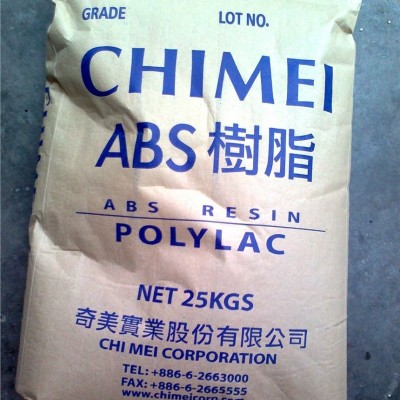 GRADE LOT NO.
CHIMEI
ABS 樹脂
ABS RESIN
POLYLAC
NET 25KGS
奇美實業股份有限公司
CHI MEI CORPORATION
TEL: +886-6-2663000
FAX: +886-6-2665555